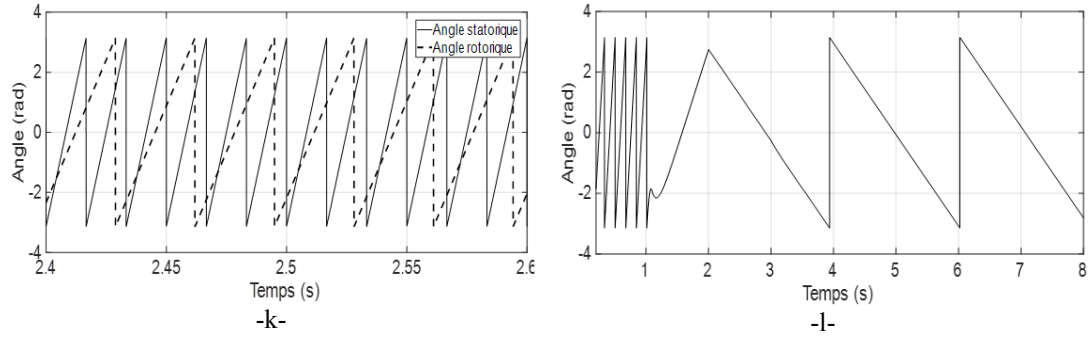 Angle statorique
Angle rotorique
4
2
0
-2
-4
Angle (rad)
2.4
2.45
2.5
2.55
2.6
Temps (s)
-k-
4
2
0
-2
-4
Angle (rad)
1
2
3
4
5
6
7
8
Temps (s)
-l-